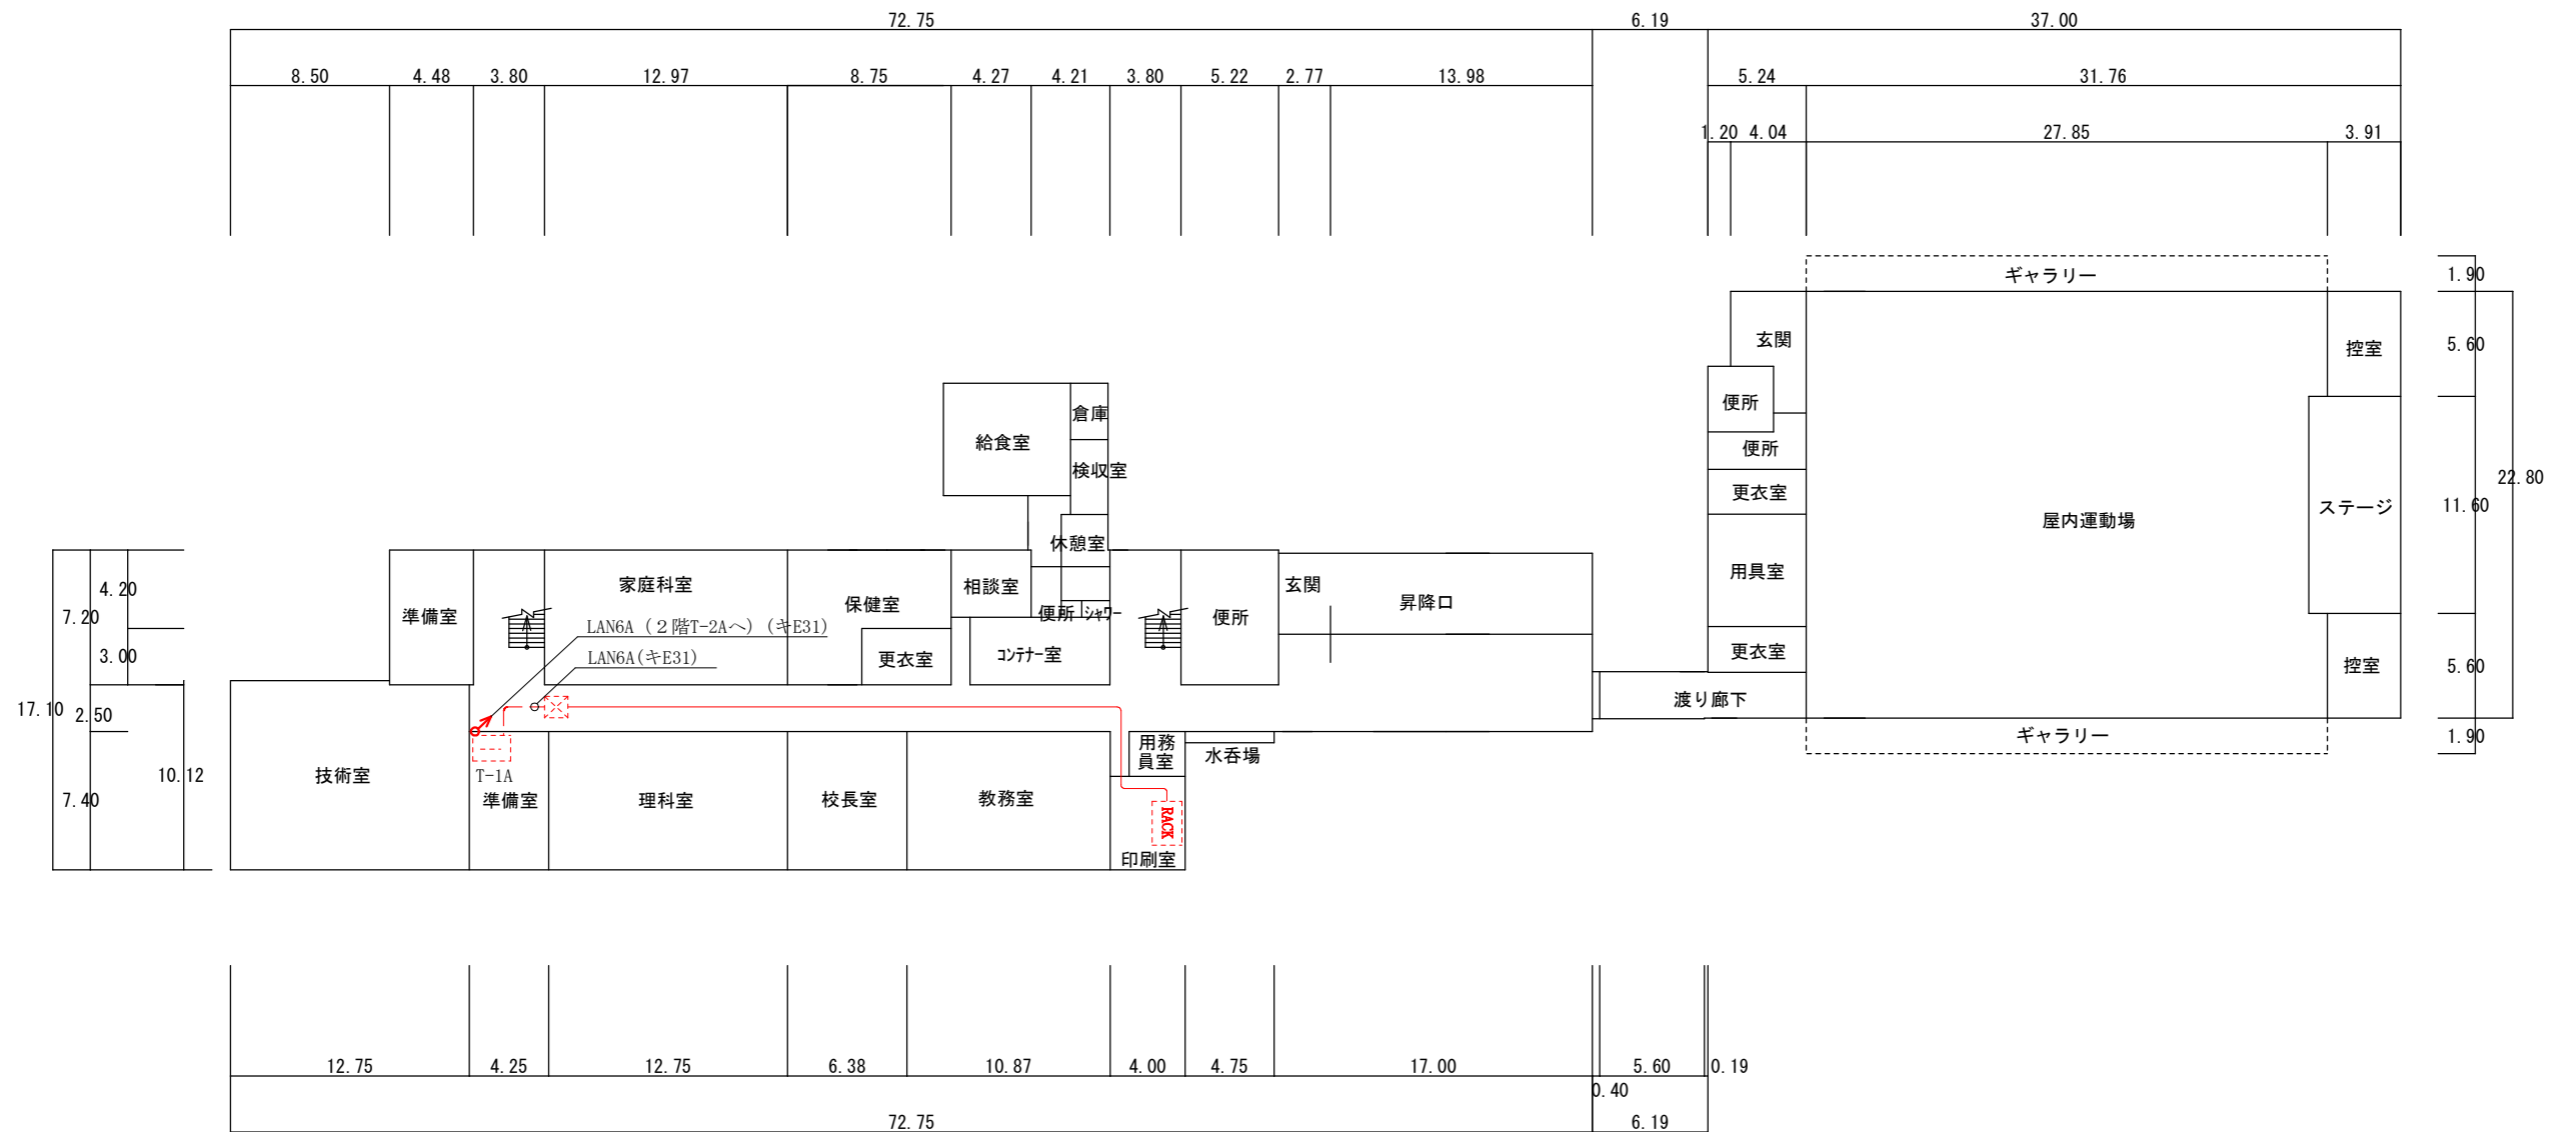 72.75 6.19 37.00
8.50 4.48 3.80 12.97 8.75 4.27 4.21 3.80 5.22 2.77 13.98 5.24 31.76
1.20 4.04 27.85 3.91
ギャラリー 1.90
玄関 控室 5.60
便所
倉庫
給食室 便所
検収室
更衣室 22.80
ステージ 11.60
屋内運動場
休憩室
用具室
4.20 家庭科室 相談室 玄関
保健室 昇降口
7.20 準備室 便所 シャワー 便所
LAN6A (2階T-2Aへ) (キE31)
3.00 LAN6A(キE31) 更衣室 コンテナー室 更衣室 控室 5.60
渡り廊下
17.10 2.50
ギャラリー 1.90
用務
員室 水呑場
10.12 技術室 T-1A
7.40 準備室 理科室 校長室 教務室
RACK
印刷室
12.75 4.25 12.75 6.38 10.87 4.00 4.75 17.00 5.60 0.19
0.40
72.75 6.19